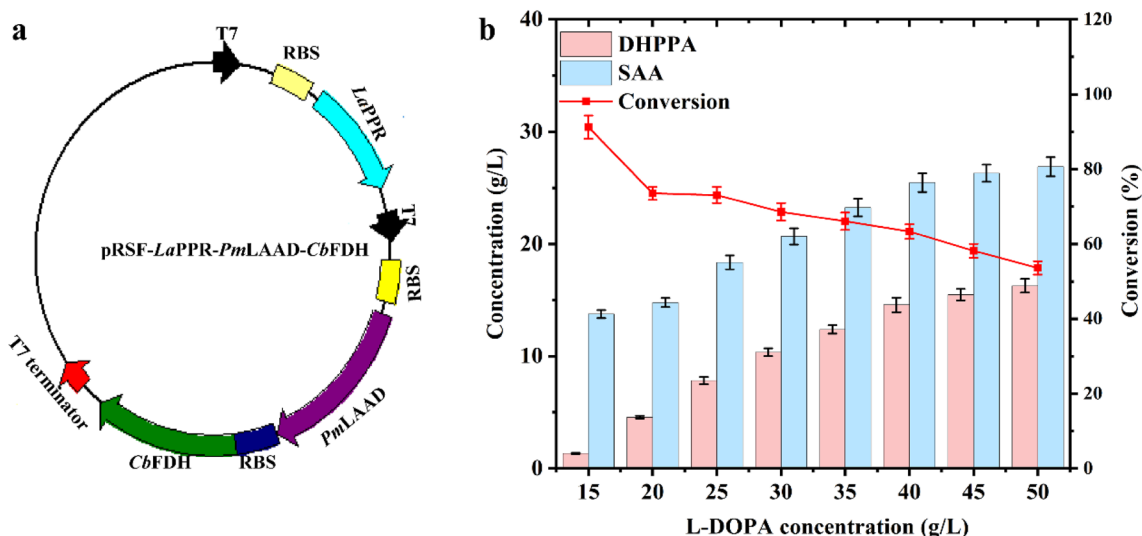 a
T7
RBS
LaPPR
T7
pRSF-LaPPR-PmLAAD-CbFDH
RBS
T7 terminator
PmLAAD
CbFDH
RBS
b
DHPPA
SAA
Conversion
Concentration (g/L)
40
30
20
10
0
120
100
80
60
40
20
0
Conversion (%)
15 20 25 30 35 40 45 50
L-DOPA concentration (g/L)